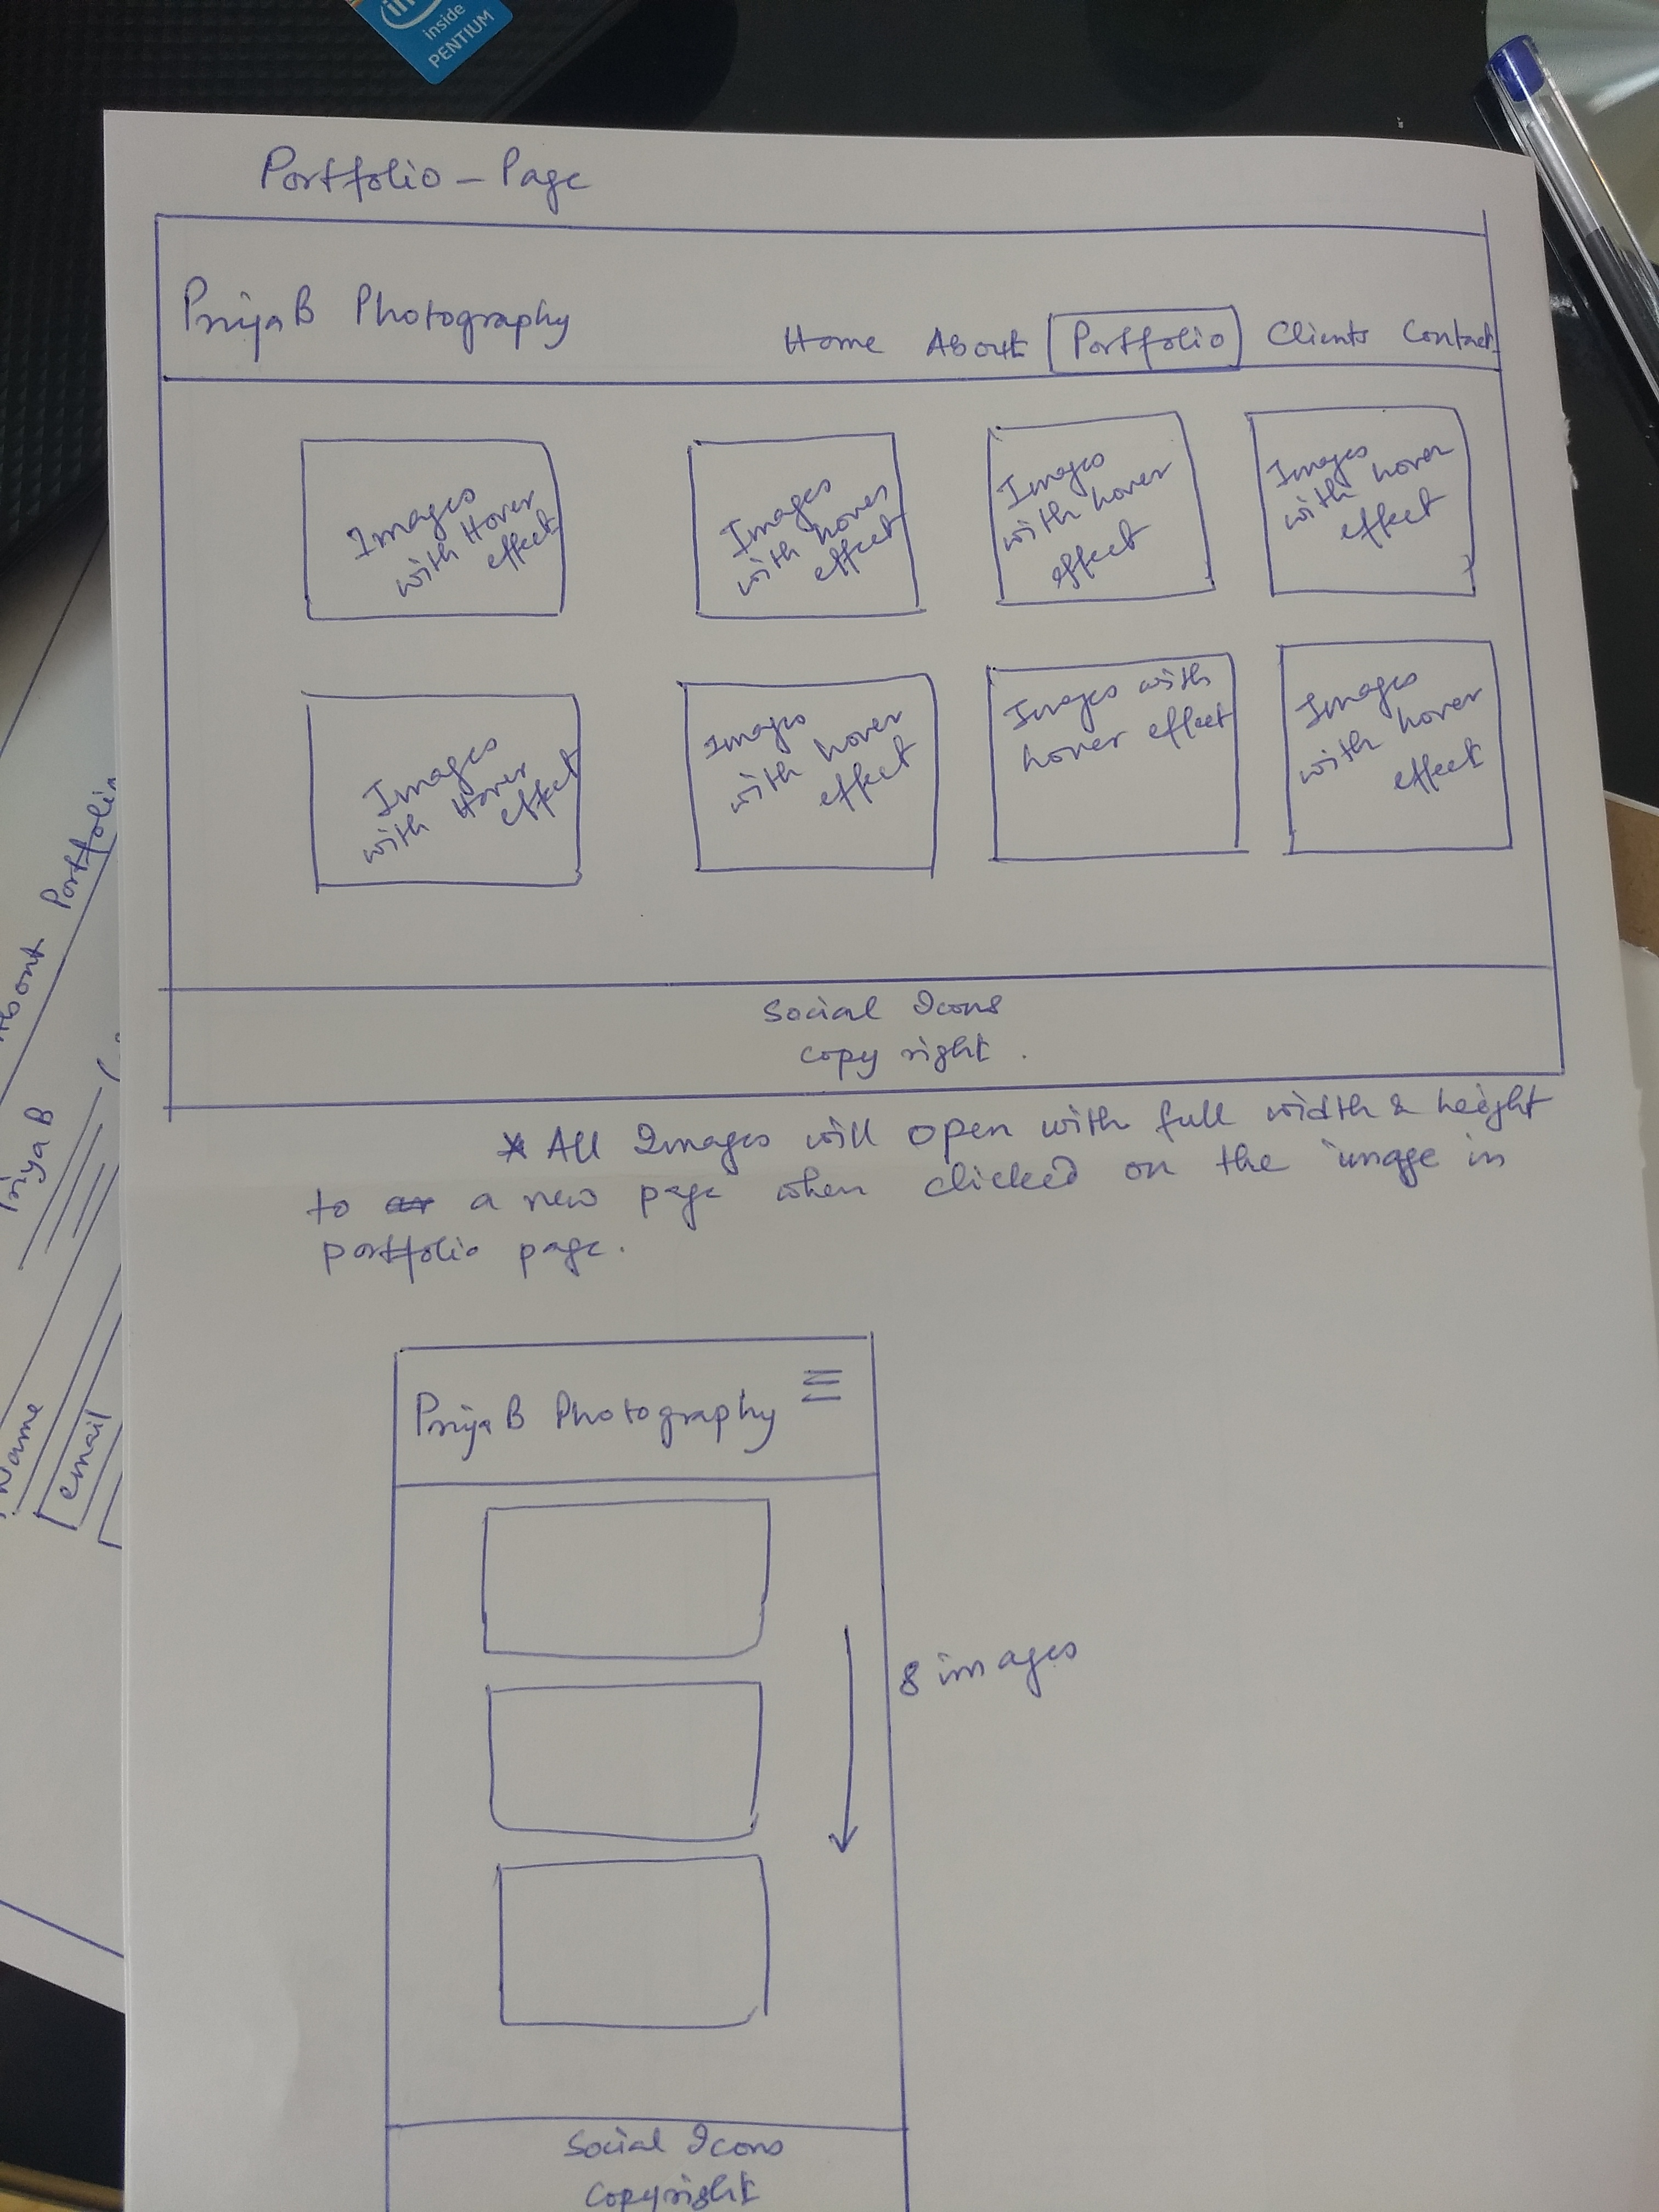 inside
PENTIUM
Portfolio - Page
PriyaB Photography
Home About Portfolio Clients Contact
Images
with Hover
effect
Images
with hover
effect
Images
with hover
effect
Images
with hover
effect
Images
with Hover
effect
Images
with hover
effect
Images with
hover effect
Images
with hover
effect
Social Icons
copy right .
* All Images will open with full width & height
to a new page when clicked on the image in
portfolio page.
PriyaB Photography
8 images
Social Icons
Copyright
About Portfolio
Priya B
Name
email